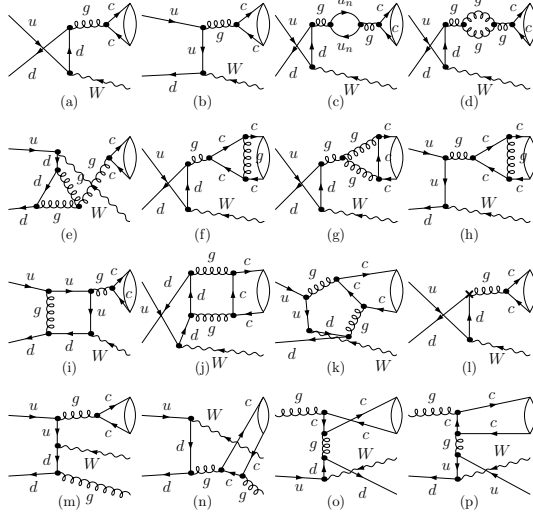 u g c u g c u g u_n g c u g g g c
c u c d u_n c d g c
d d W d W d W d W
(a) (b) (c) (d)
u g c u g c c u g c u g c c
d g d c g d g c u c g
d g W d W c d W c d W c
(e) (f) (g) (h)
u u g c d g c g c u g c
g u c d c u c d c
d d W u d g c d d g c d W
(i) (j) (k) (l)
u g c u W g c g c
u c d c c c c
d W d g c g g g
d g W d u W d u W u
(m) (n) (o) (p)